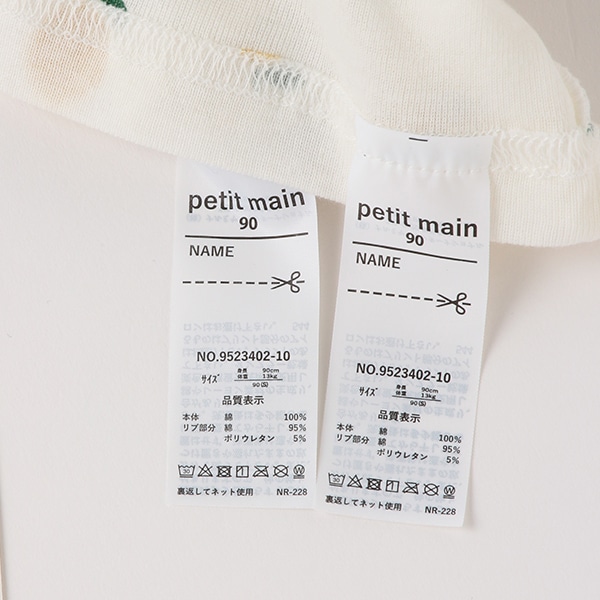 petit main
90
NAME
NO.9523402-10
サイズ 身長 90cm
体重 13kg
90(S)
品質表示
本体 綿 100%
リブ部分 綿 95%
ポリウレタン 5%
裏返してネット使用 NR-228
petit main
90
NAME
NO.9523402-10
サイズ 身長 90cm
体重 13kg
90(S)
品質表示
本体 綿 100%
リブ部分 綿 95%
ポリウレタン 5%
裏返してネット使用 NR-228